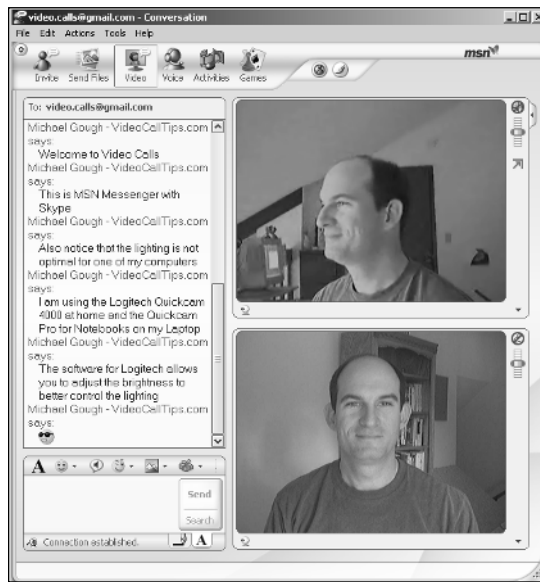 video.calls@gmail.com - Conversation
File Edit Actions Tools Help
Invite Send Files Video Voice Activities Games
msn
To: video.calls@gmail.com
Michael Gough - VideoCallTips.com
says:
Welcome to Video Calls
Michael Gough - VideoCallTips.com
says:
This is MSN Messenger with
Skype
Michael Gough - VideoCallTips.com
says:
Also notice that the lighting is not
optimal for one of my computers
Michael Gough - VideoCallTips.com
says:
I am using the Logitech Quickcam
4000 at home and the Quickcam
Pro for Notebooks on my Laptop
Michael Gough - VideoCallTips.com
says:
The software for Logitech allows
you to adjust the brightness to
better control the lighting
Michael Gough - VideoCallTips.com
says:
A
Send
Search
Connection established.
A